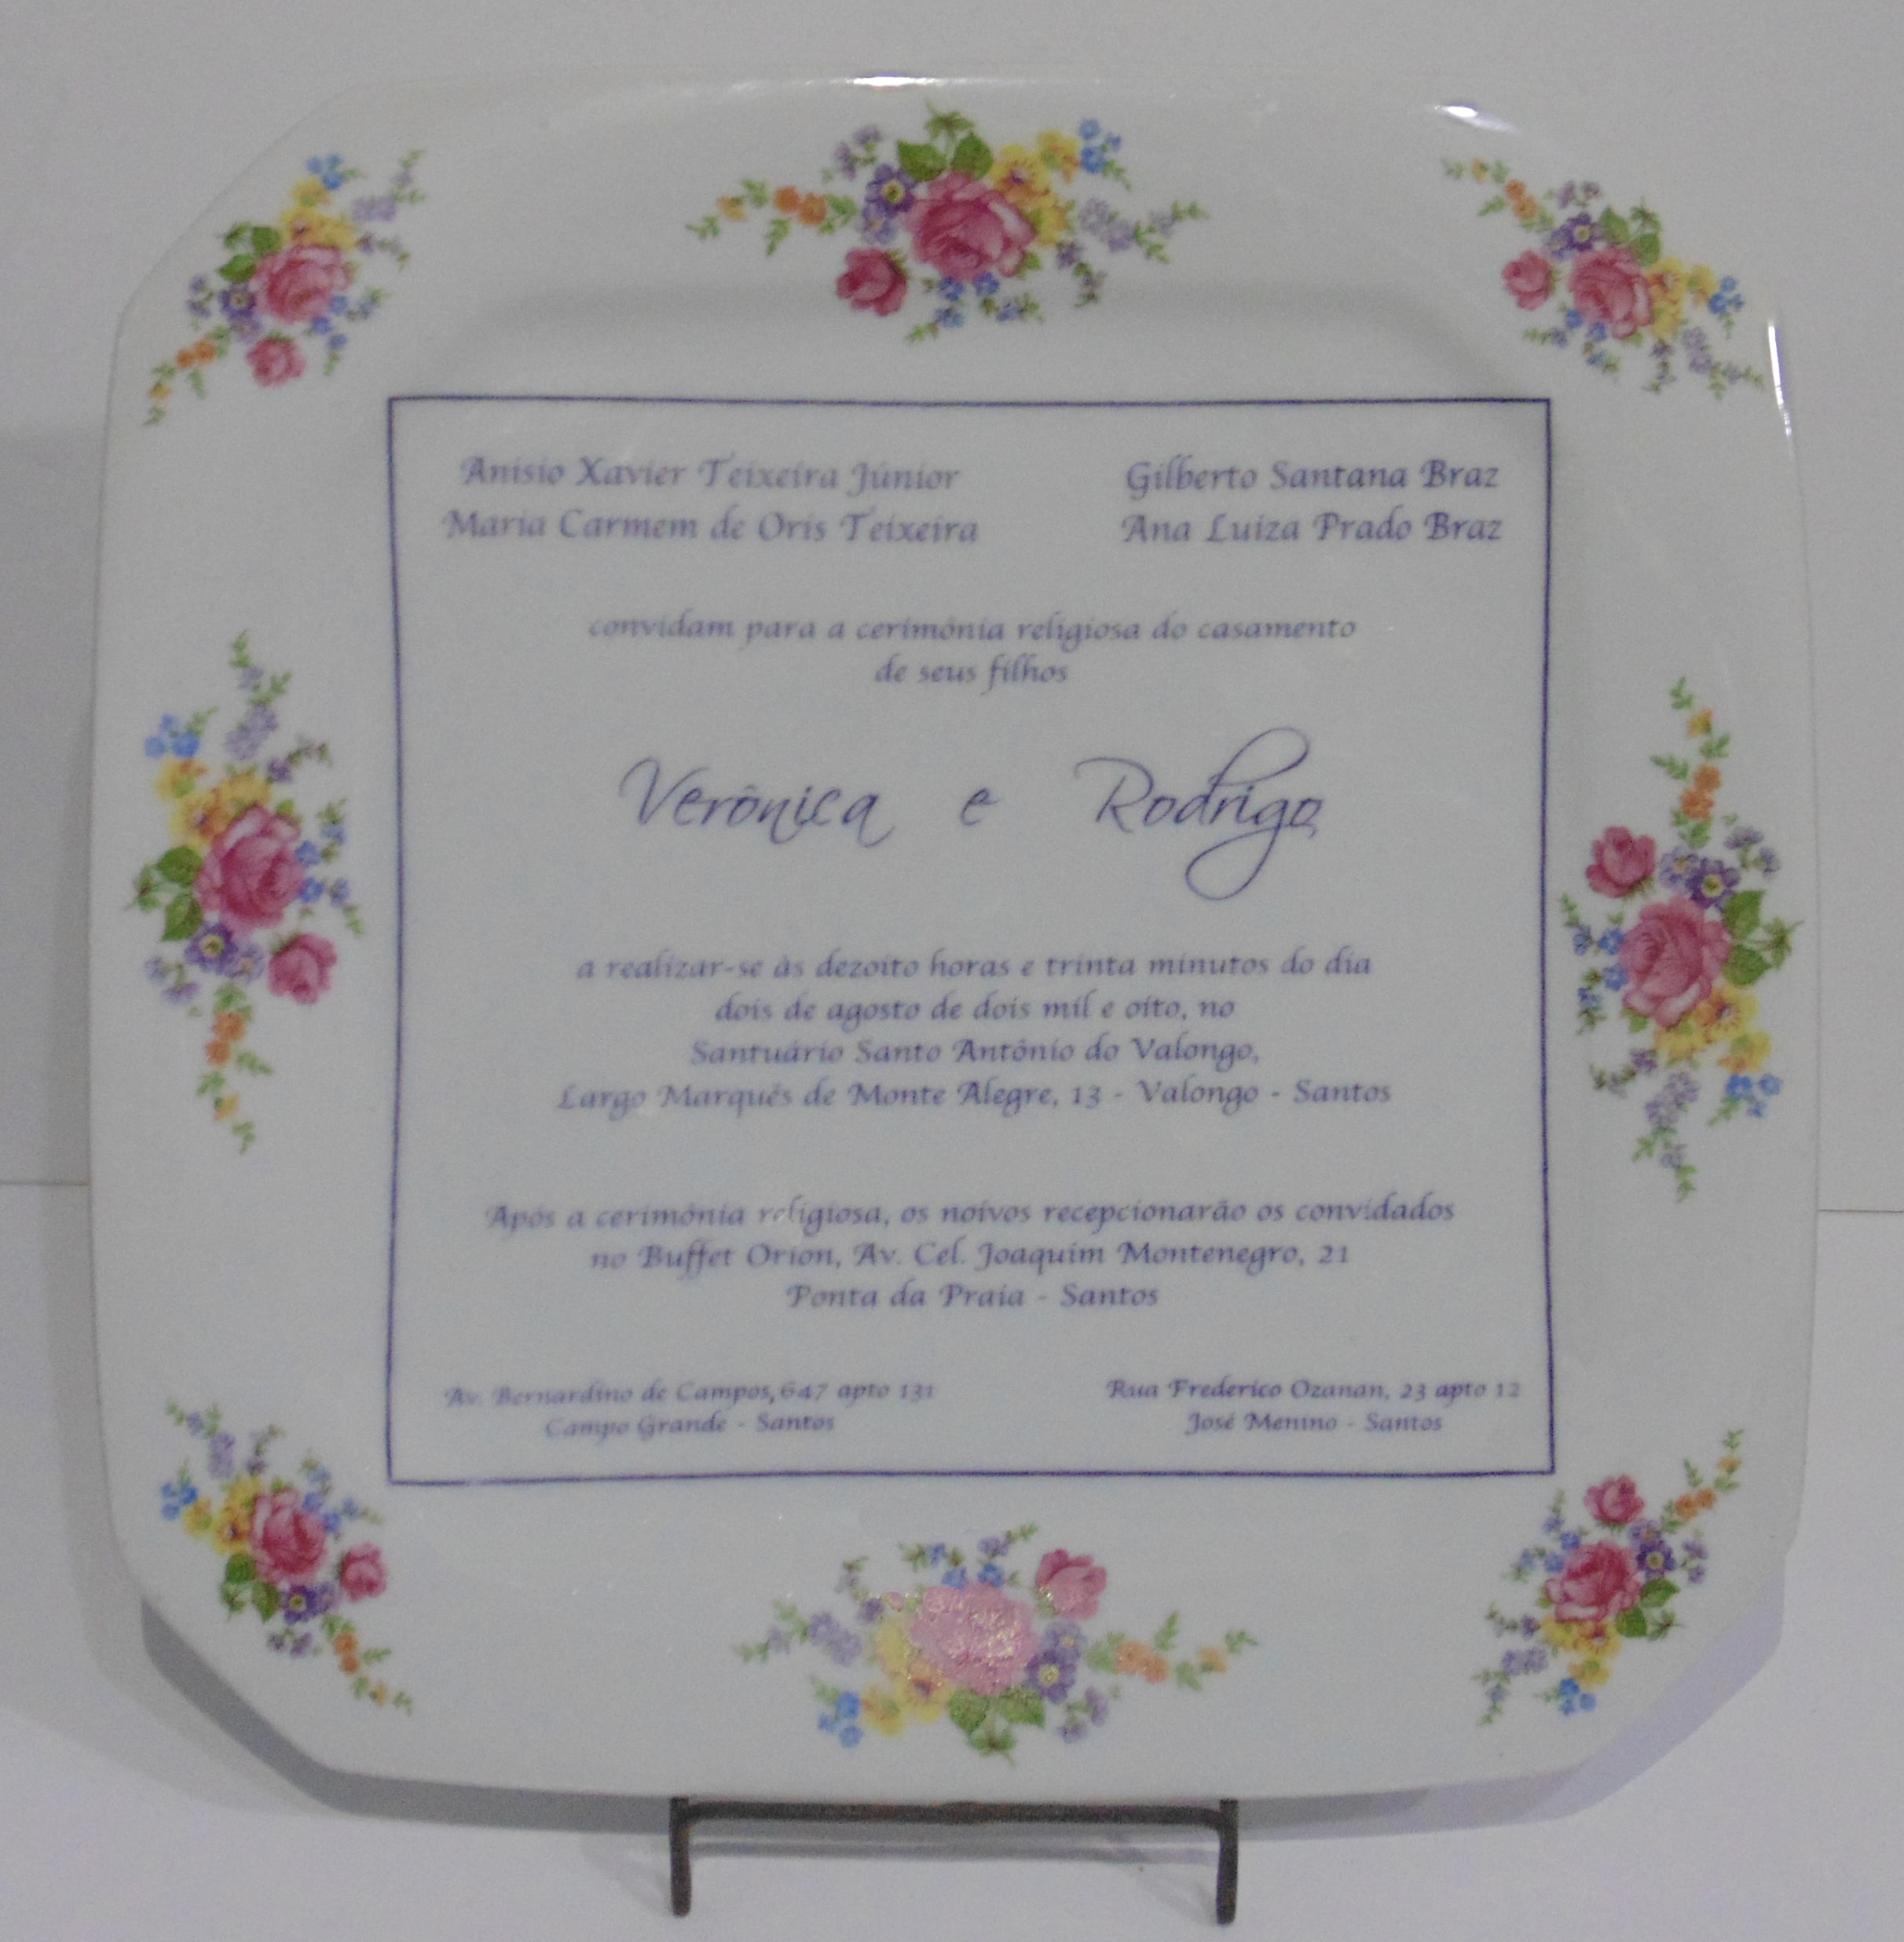 Anisio Xavier Teixeira Júnior
Maria Carmem de Oris Teixeira
Gilberto Santana Braz
Ana Luiza Prado Braz
convidam para a cerimônia religiosa do casamento
de seus filhos
Verônica e Rodrigo
a realizar-se às dezoito horas e trinta minutos do dia
dois de agosto de dois mil e oito, no
Santuário Santo Antônio do Valongo,
Largo Marquês de Monte Alegre, 13 - Valongo - Santos
Após a cerimônia religiosa, os noivos recepcionarão os convidados
no Buffet Orion, Av. Cel. Joaquim Montenegro, 21
Ponta da Praia - Santos
Av. Bernardino de Campos, 647 apto 131
Campo Grande - Santos
Rua Frederico Ozanan, 23 apto 12
José Menino - Santos